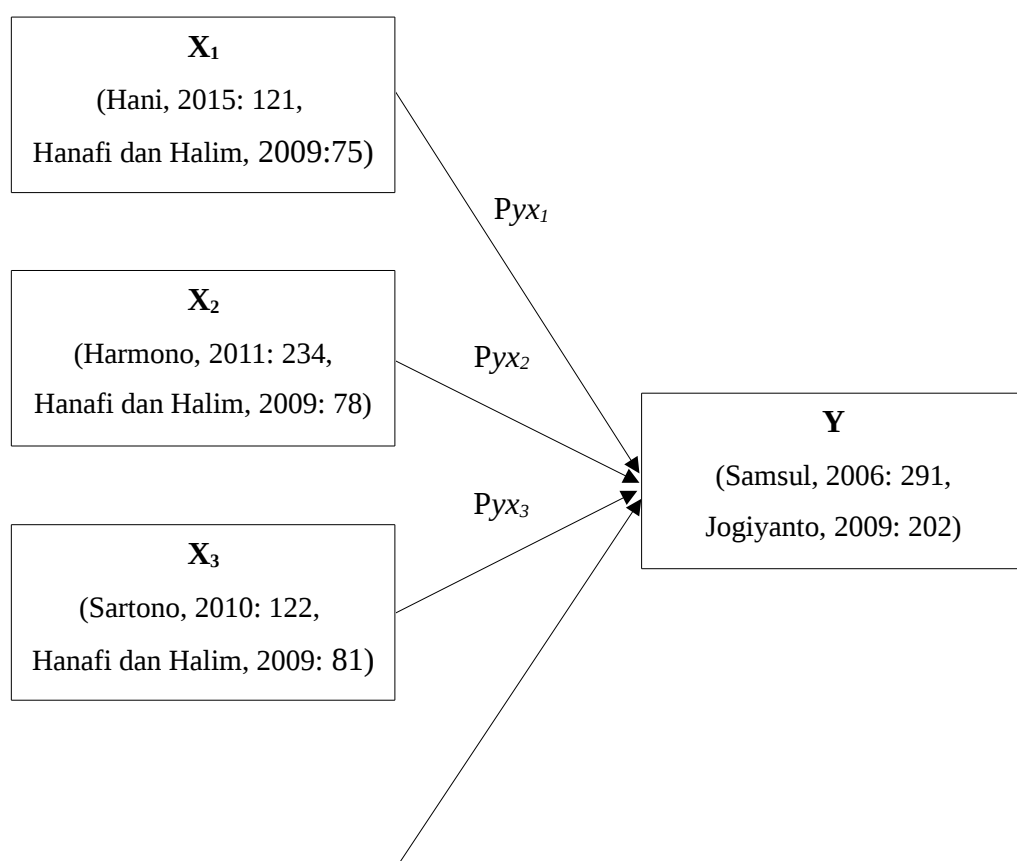 X₁
(Hani, 2015: 121,
Hanafi dan Halim, 2009:75)
Pyx₁
X₂
(Harmono, 2011: 234,
Hanafi dan Halim, 2009: 78)
Pyx₂
Y
(Samsul, 2006: 291,
Jogiyanto, 2009: 202)
Pyx₃
X₃
(Sartono, 2010: 122,
Hanafi dan Halim, 2009: 81)